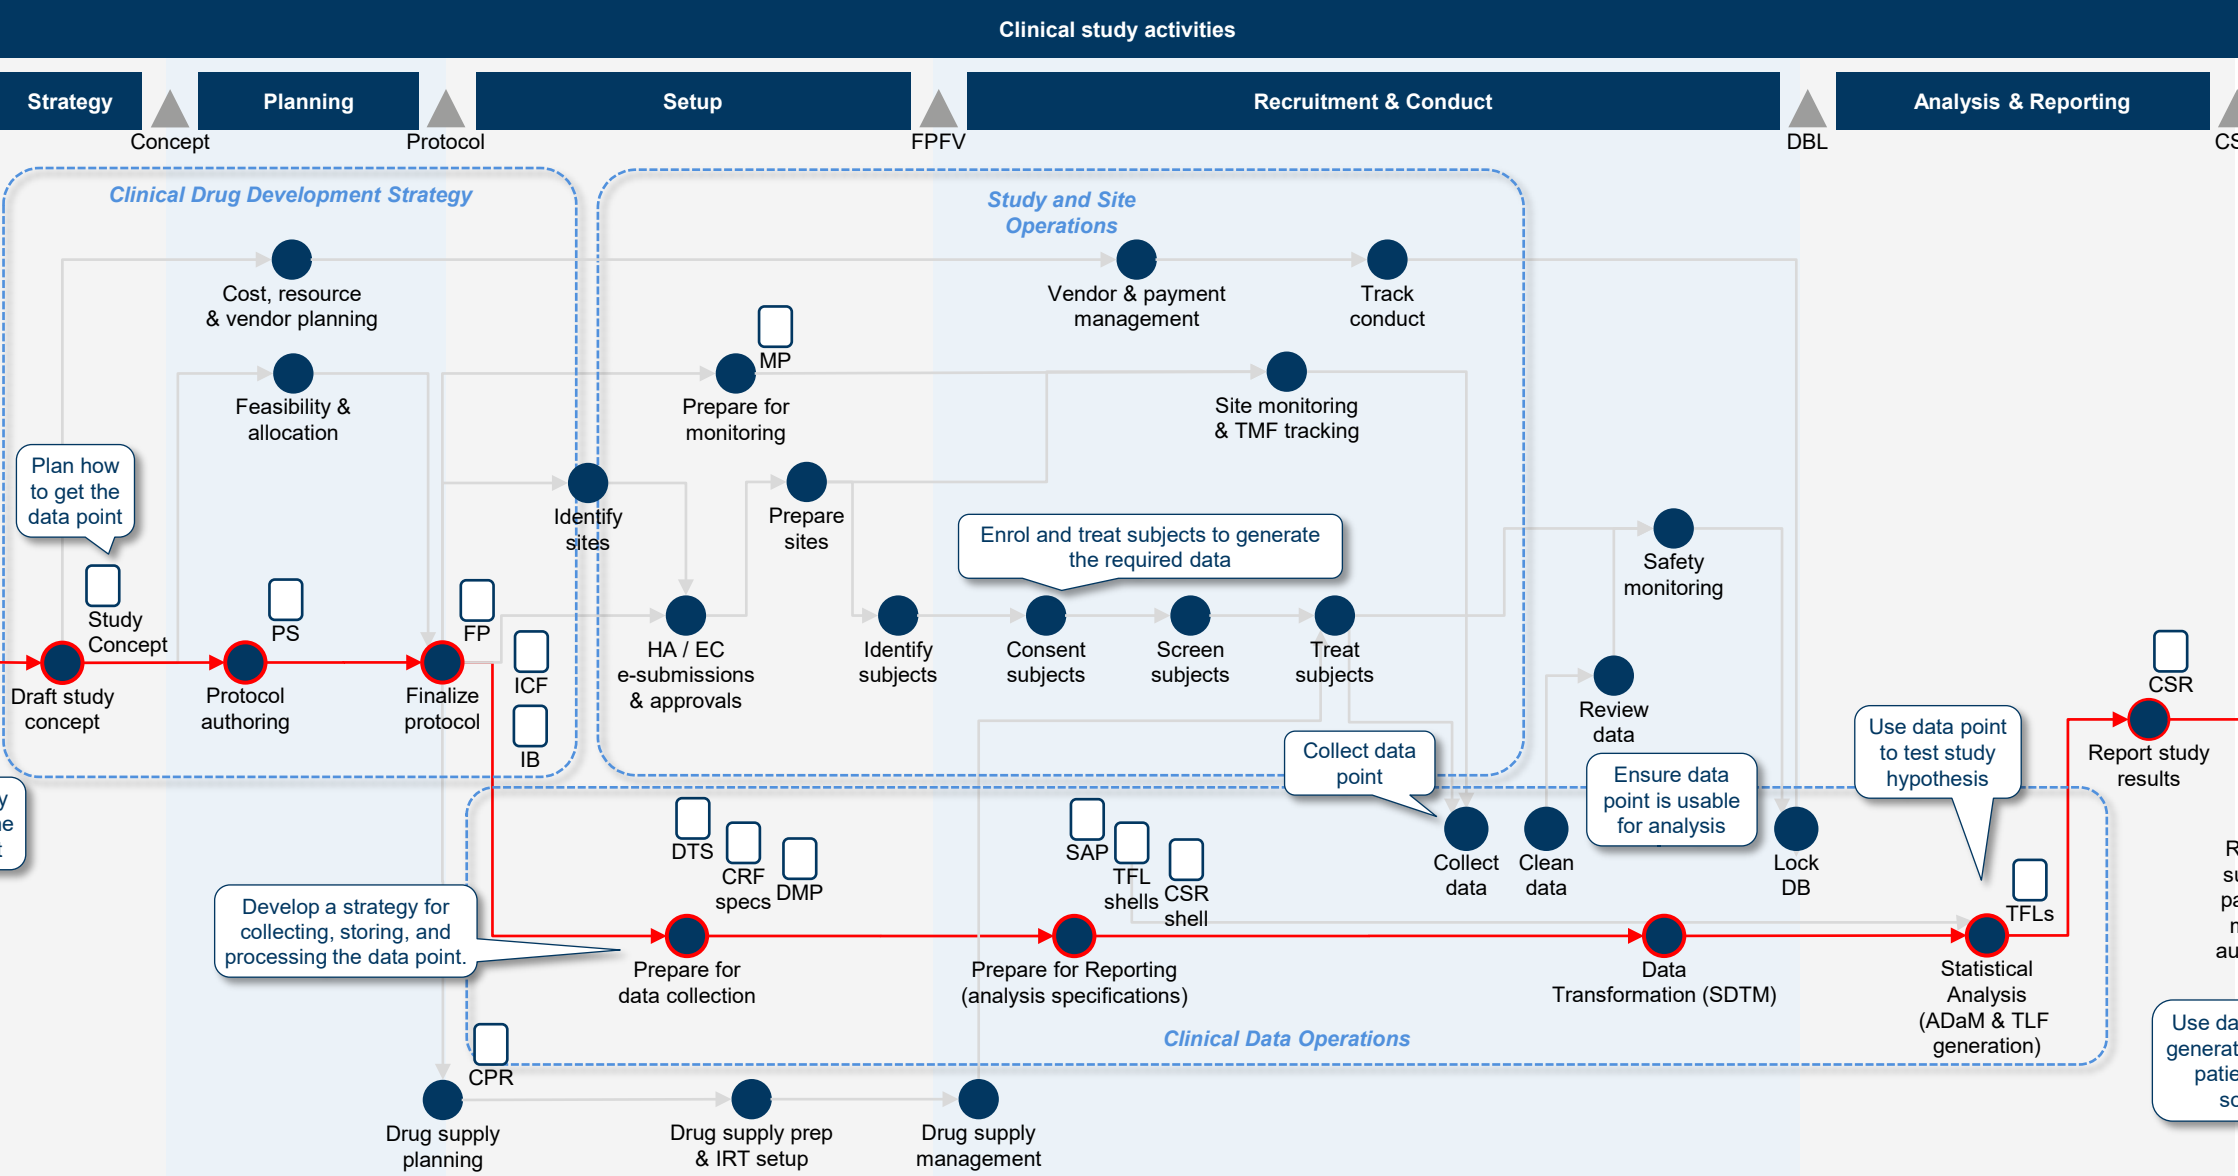 Clinical study activities
Strategy
Planning
Setup
Recruitment & Conduct
Analysis & Reporting
Concept
Protocol
FPFV
DBL
Clinical Drug Development Strategy
Study and Site
Operations
Cost, resource
& vendor planning
Vendor & payment
management
Track
conduct
MP
Feasibility &
allocation
Prepare for
monitoring
Site monitoring
& TMF tracking
Plan how
to get the
data point
Identify
sites
Prepare
sites
Enrol and treat subjects to generate
the required data
Safety
monitoring
Study
Concept
PS
FP
ICF
IB
Draft study
concept
Protocol
authoring
Finalize
protocol
HA / EC
e-submissions
& approvals
Identify
subjects
Consent
subjects
Screen
subjects
Treat
subjects
Review
data
CSR
Report study
results
Use data point
to test study
hypothesis
Collect data
point
Ensure data
point is usable
for analysis
DTS
CRF
specs
DMP
SAP
TFL
shells
CSR
shell
Collect
data
Clean
data
Lock
DB
TFLs
Develop a strategy for
collecting, storing, and
processing the data point.
Prepare for
data collection
Prepare for Reporting
(analysis specifications)
Data
Transformation (SDTM)
Statistical
Analysis
(ADaM & TLF
generation)
Clinical Data Operations
CPR
Drug supply
planning
Drug supply prep
& IRT setup
Drug supply
management